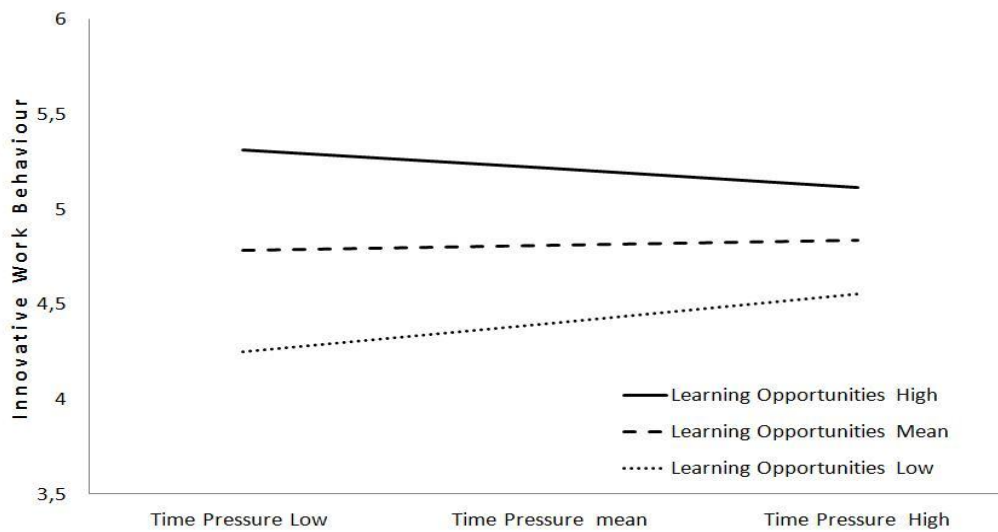 6
5,5
5
4,5
4
3,5
Innovative Work Behaviour
Learning Opportunities High
Learning Opportunities Mean
Learning Opportunities Low
Time Pressure Low
Time Pressure mean
Time Pressure High